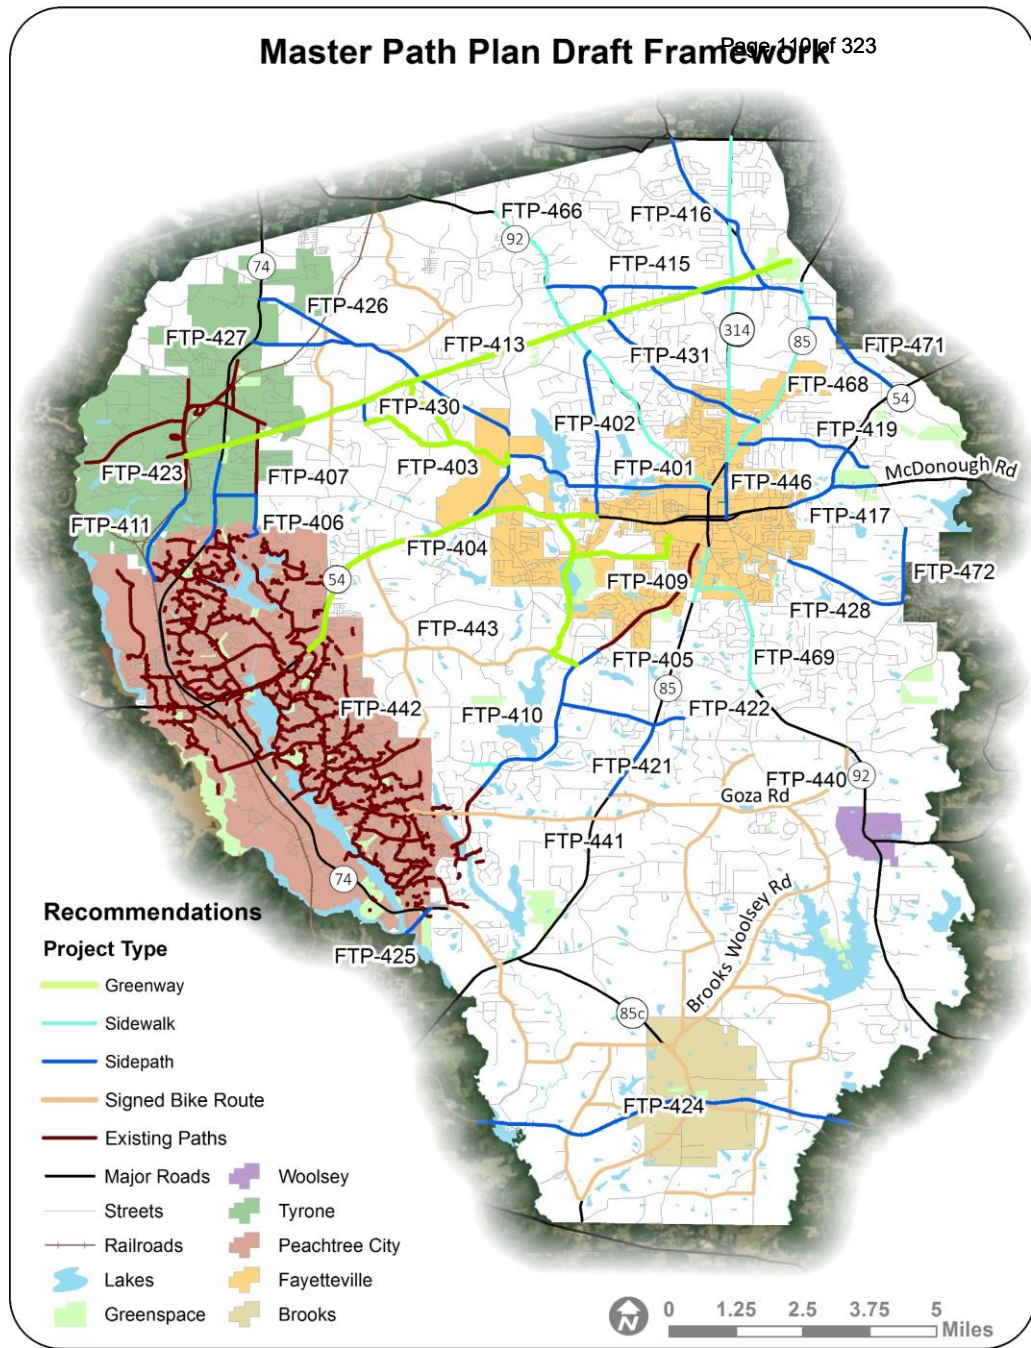 Master Path Plan Draft Framework
Page 110 of 323
FTP-466
92
FTP-416
74
FTP-415
FTP-426
FTP-427
314
85
FTP-413
FTP-431
FTP-471
FTP-468
54
FTP-430
FTP-402
FTP-419
FTP-423
FTP-407
FTP-403
FTP-401
FTP-446
McDonough Rd
FTP-417
FTP-411
FTP-406
FTP-404
54
FTP-409
FTP-472
FTP-428
FTP-443
FTP-405
FTP-469
85
FTP-442
FTP-410
FTP-422
FTP-421
FTP-440
92
Goza Rd
FTP-441
74
Brooks Woolsey Rd
FTP-425
85c
FTP-424
Recommendations
Project Type
Greenway
Sidewalk
Sidepath
Signed Bike Route
Existing Paths
Major Roads
Streets
Railroads
Lakes
Greenspace
Woolsey
Tyrone
Peachtree City
Fayetteville
Brooks
N
0 1.25 2.5 3.75 5
Miles